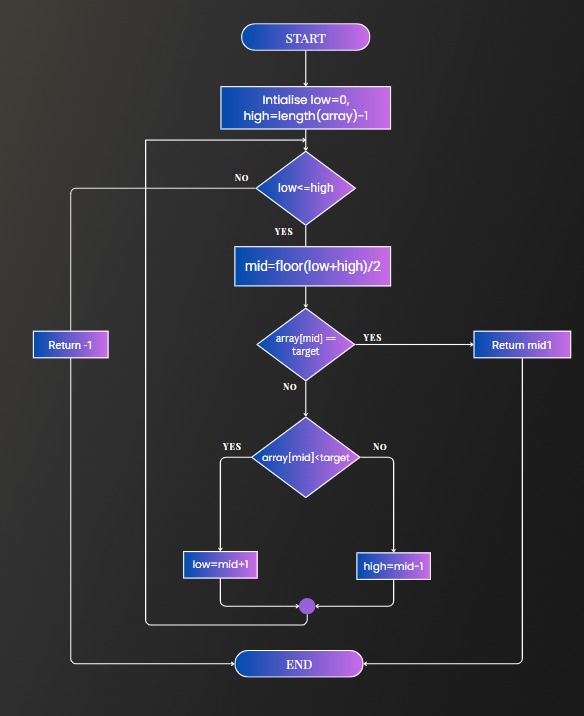 START
Intialise low=0,
high=length(array)-1
NO
low<=high
YES
mid=floor(low+high)/2
array[mid] ==
target
YES
Return -1
Return mid1
NO
YES
array[mid]<target
NO
low=mid+1
high=mid-1
END